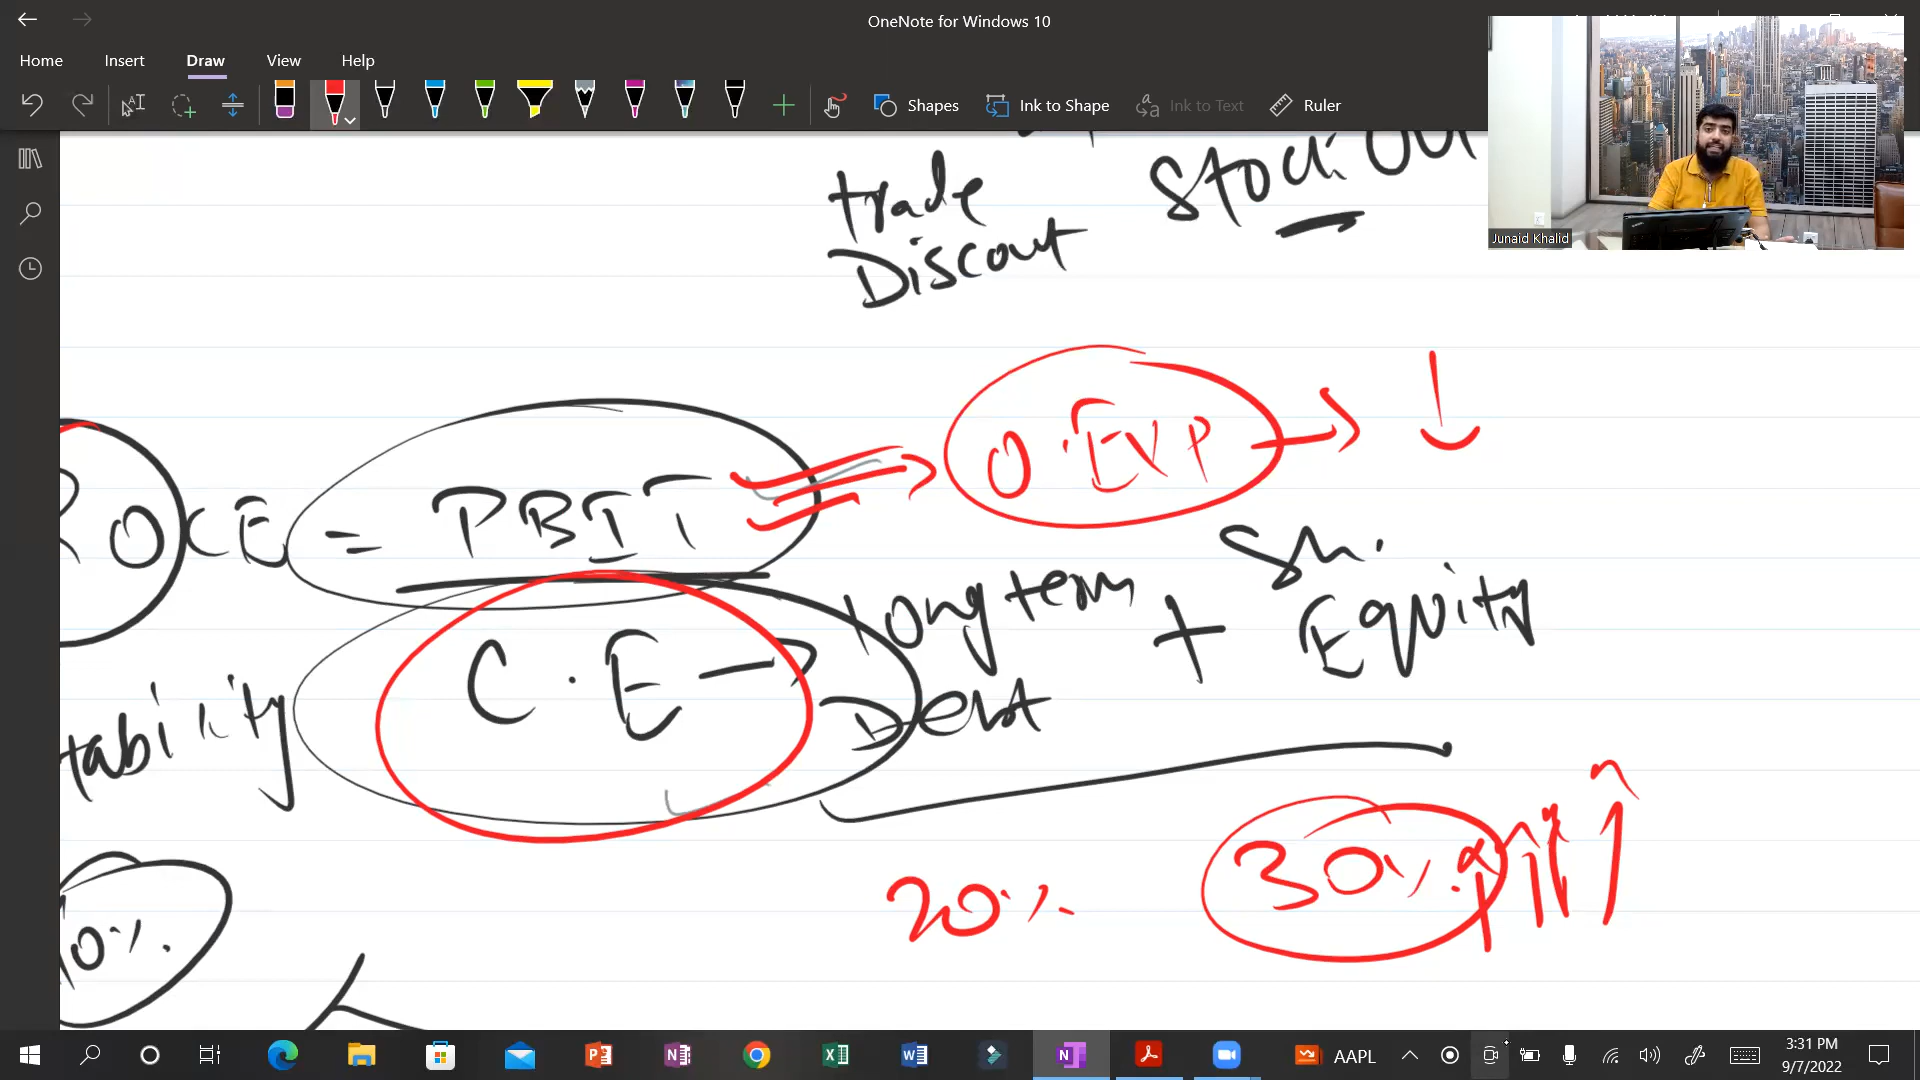 OneNote for Windows 10
Home Insert Draw View Help
Shapes Ink to Shape Ink to Text Ruler
Junaid Khalid
trade
Discout
Stock Out
O.EXP
ROCE = PBIT
C.E
Long term
Debt
+
Sh.
Equity
tability
20%
30%
10%
AAPL
3:31 PM
9/7/2022